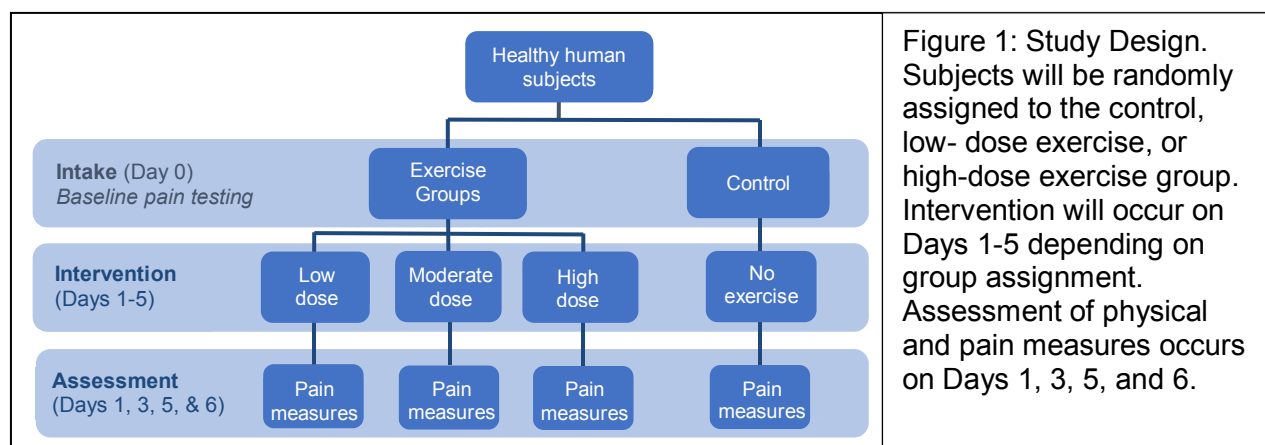 Healthy human
subjects
Intake (Day 0)
Baseline pain testing
Exercise
Groups
Control
Intervention
(Days 1-5)
Low
dose
Moderate
dose
High
dose
No
exercise
Assessment
(Days 1, 3, 5, & 6)
Pain
measures
Pain
measures
Pain
measures
Pain
measures
Figure 1: Study Design.
Subjects will be randomly
assigned to the control,
low- dose exercise, or
high-dose exercise group.
Intervention will occur on
Days 1-5 depending on
group assignment.
Assessment of physical
and pain measures occurs
on Days 1, 3, 5, and 6.